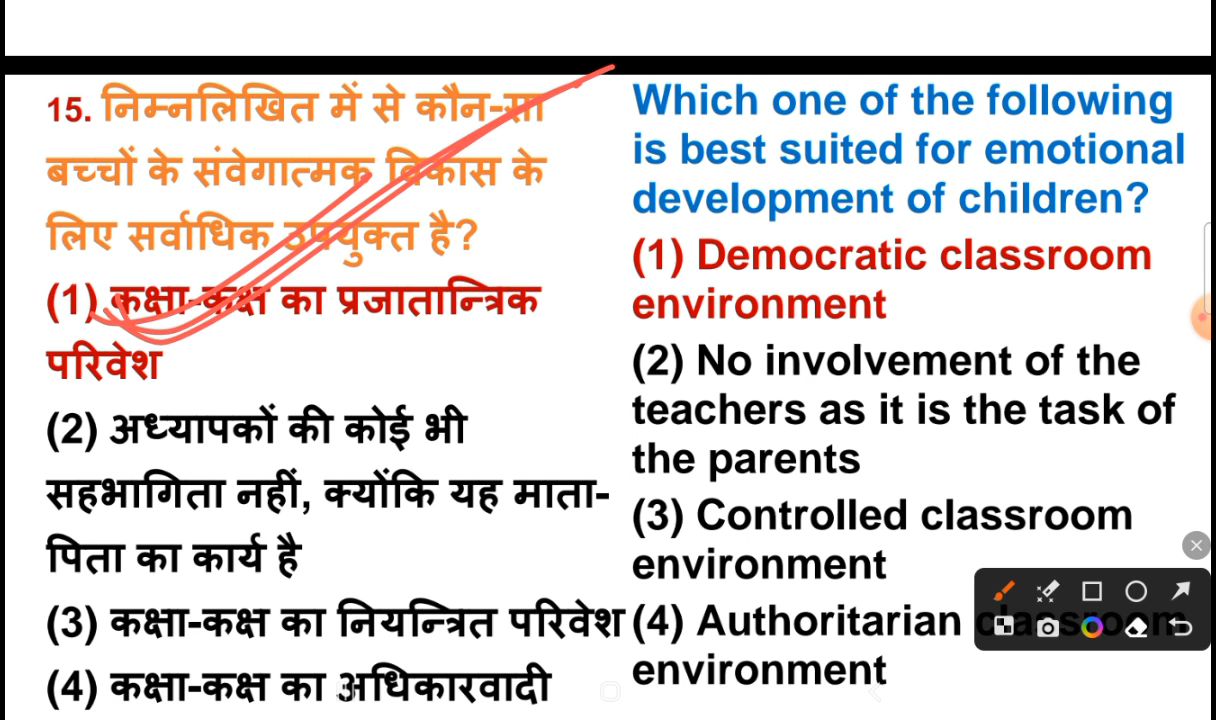 15. निम्नलिखित में से कौन-सा
बच्चों के संवेगात्मक विकास के
लिए सर्वाधिक उपयुक्त है?
(1) कक्षा-कक्ष का प्रजातान्त्रिक
परिवेश
(2) अध्यापकों की कोई भी
सहभागिता नहीं, क्योंकि यह माता-
पिता का कार्य है
(3) कक्षा-कक्ष का नियन्त्रित परिवेश
(4) कक्षा-कक्ष का अधिकारवादी
Which one of the following
is best suited for emotional
development of children?
(1) Democratic classroom
environment
(2) No involvement of the
teachers as it is the task of
the parents
(3) Controlled classroom
environment
(4) Authoritarian classroom
environment